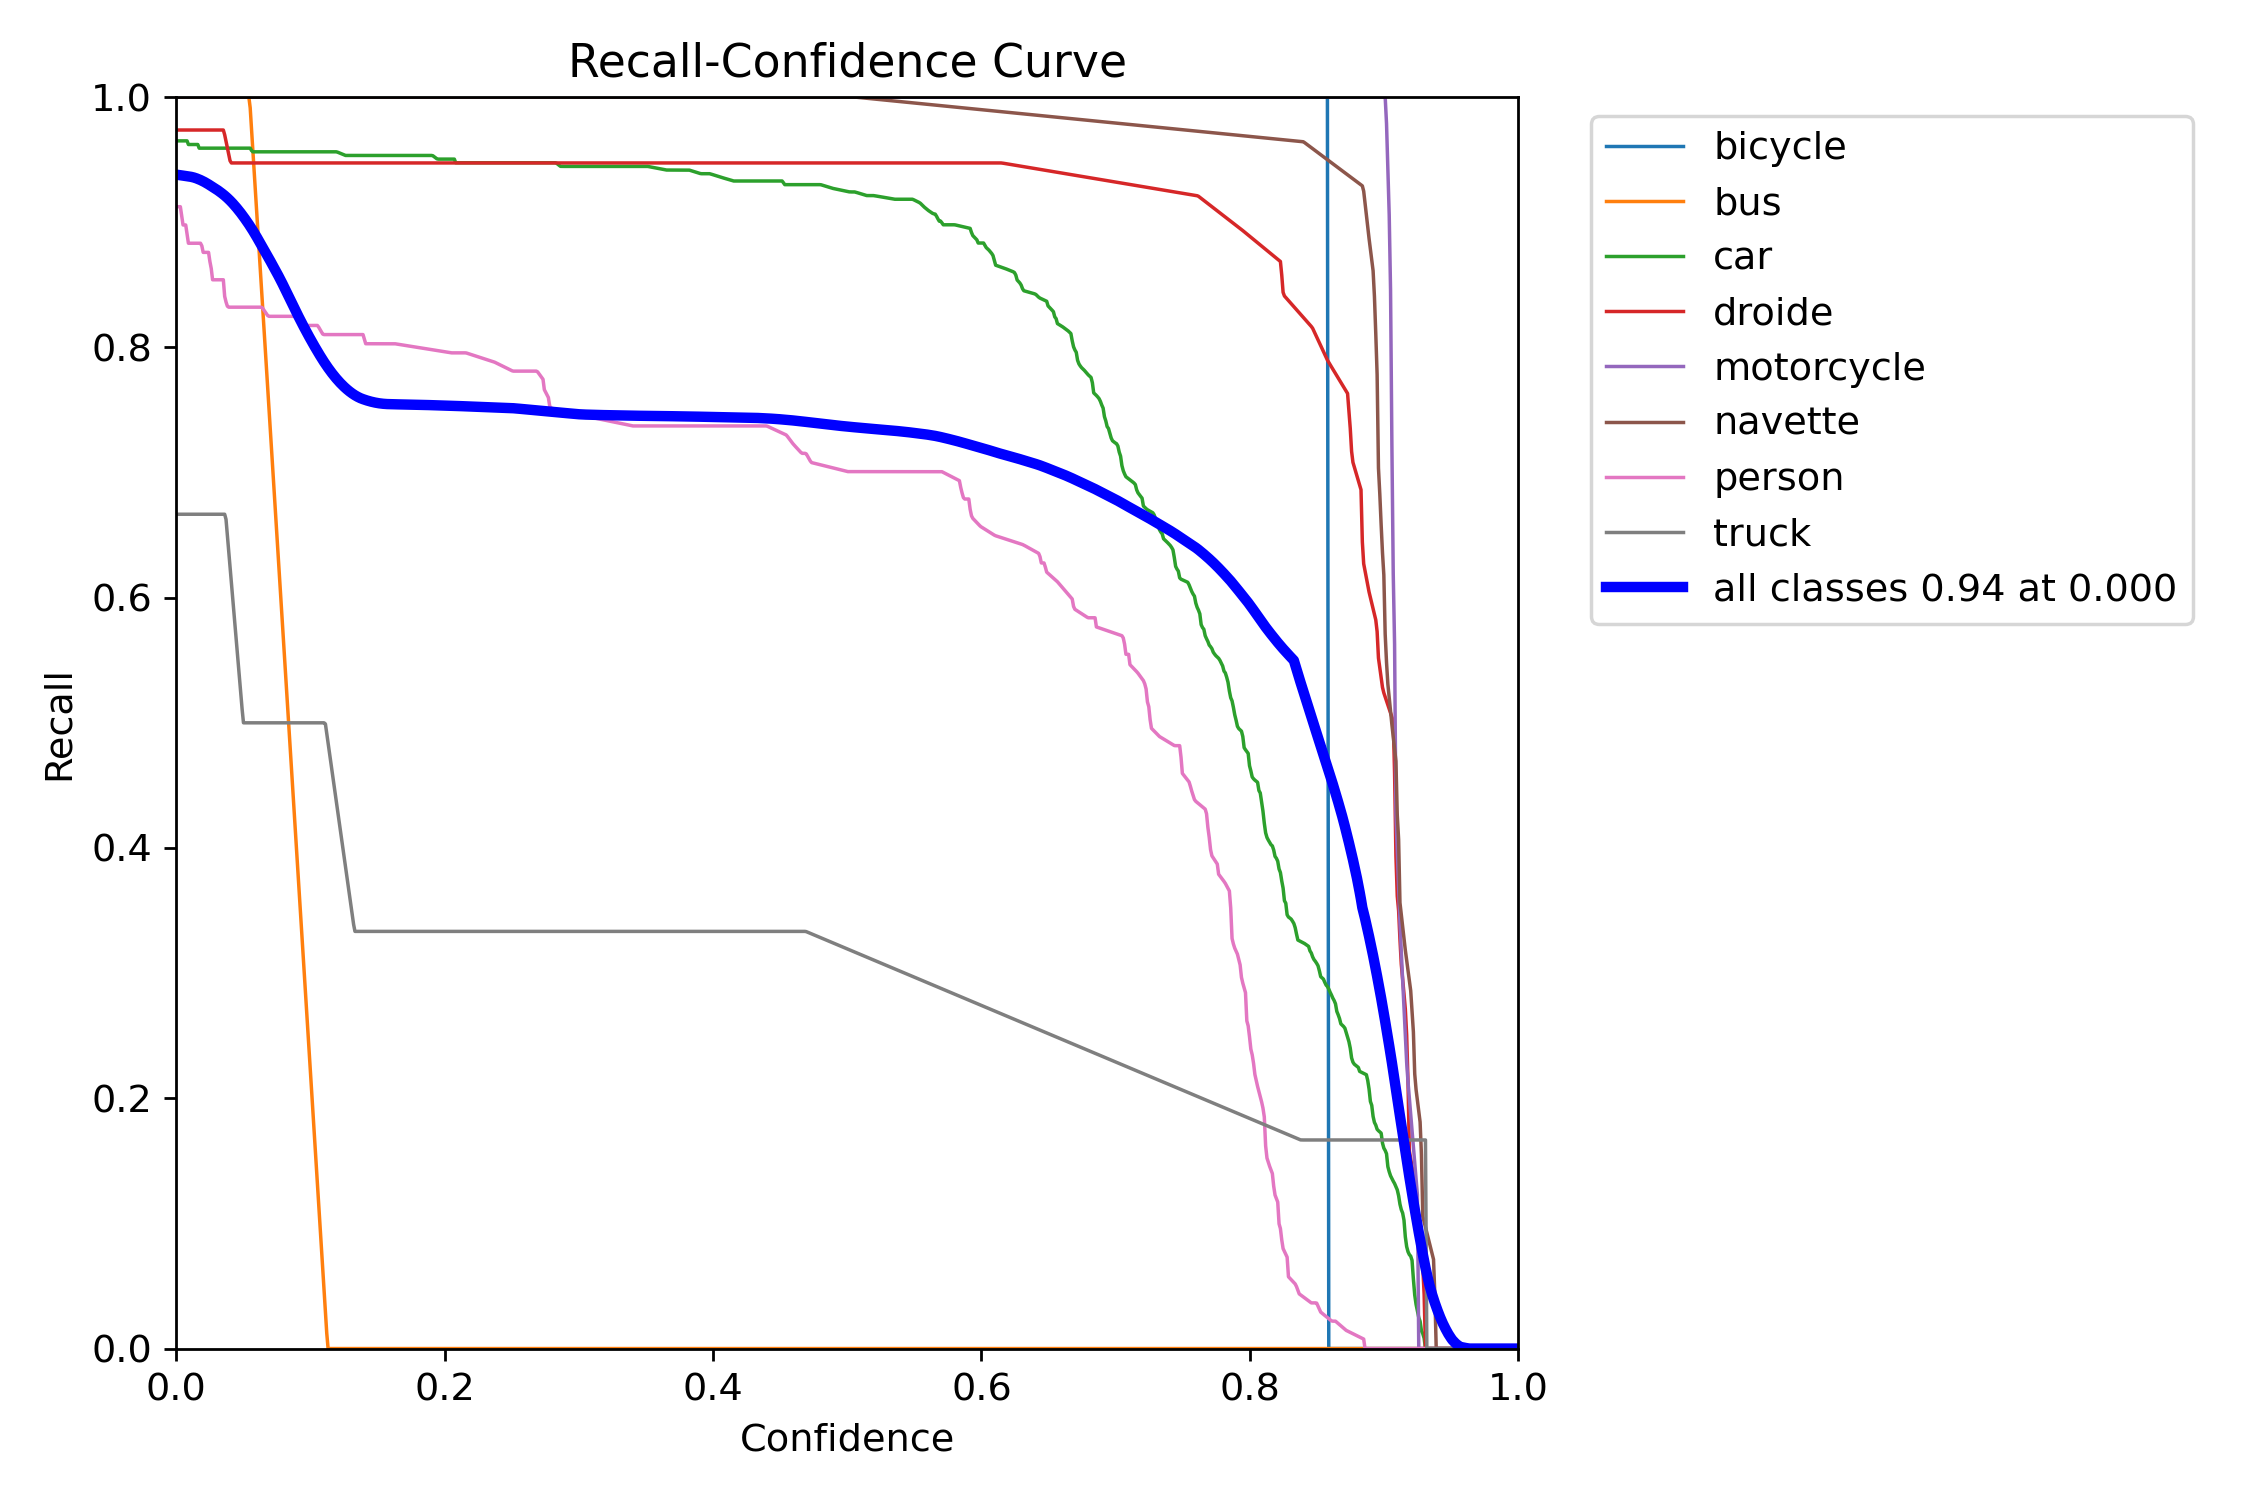 Recall-Confidence Curve
1.0
0.8
0.6
0.4
0.2
0.0
Recall
0.0 0.2 0.4 0.6 0.8 1.0
Confidence
bicycle
bus
car
droide
motorcycle
navette
person
truck
all classes 0.94 at 0.000